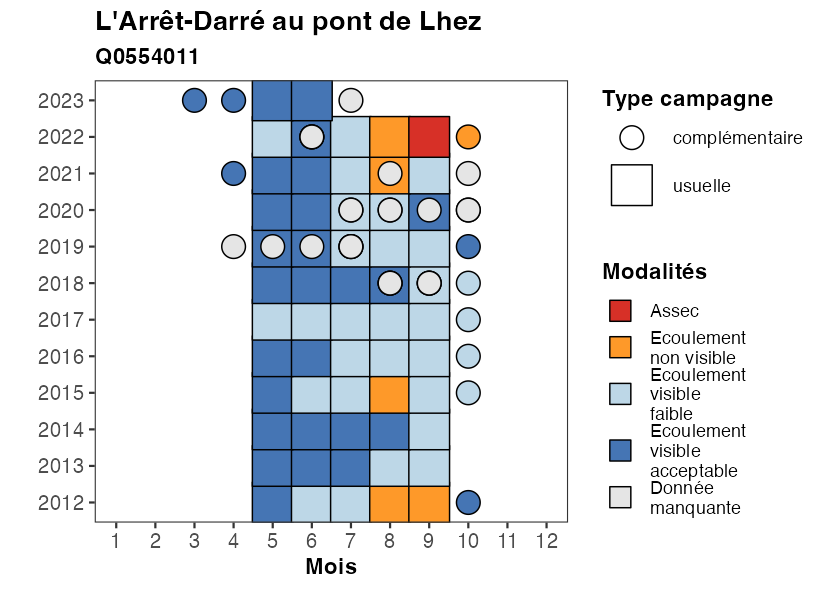 L'Arrêt-Darré au pont de Lhez
Q0554011
2023
2022
2021
2020
2019
2018
2017
2016
2015
2014
2013
2012
1 2 3 4 5 6 7 8 9 10 11 12
Mois
Type campagne
complémentaire
usuelle
Modalités
Assec
Ecoulement
non visible
Ecoulement
visible
faible
Ecoulement
visible
acceptable
Donnée
manquante